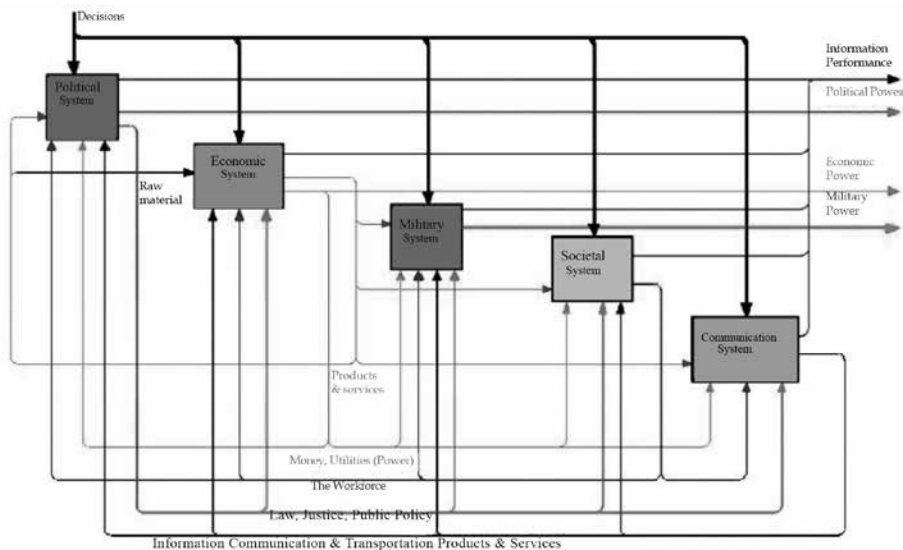 Decisions
Information
Performance
Political
System
Political Power
Economic
System
Economic
Power
Raw
material
Military
Power
Military
System
Societal
System
Communication
System
Products
& services
Money, Utilities (Power)
The Workforce
Law, Justice, Public Policy
Information Communication & Transportation Products & Services